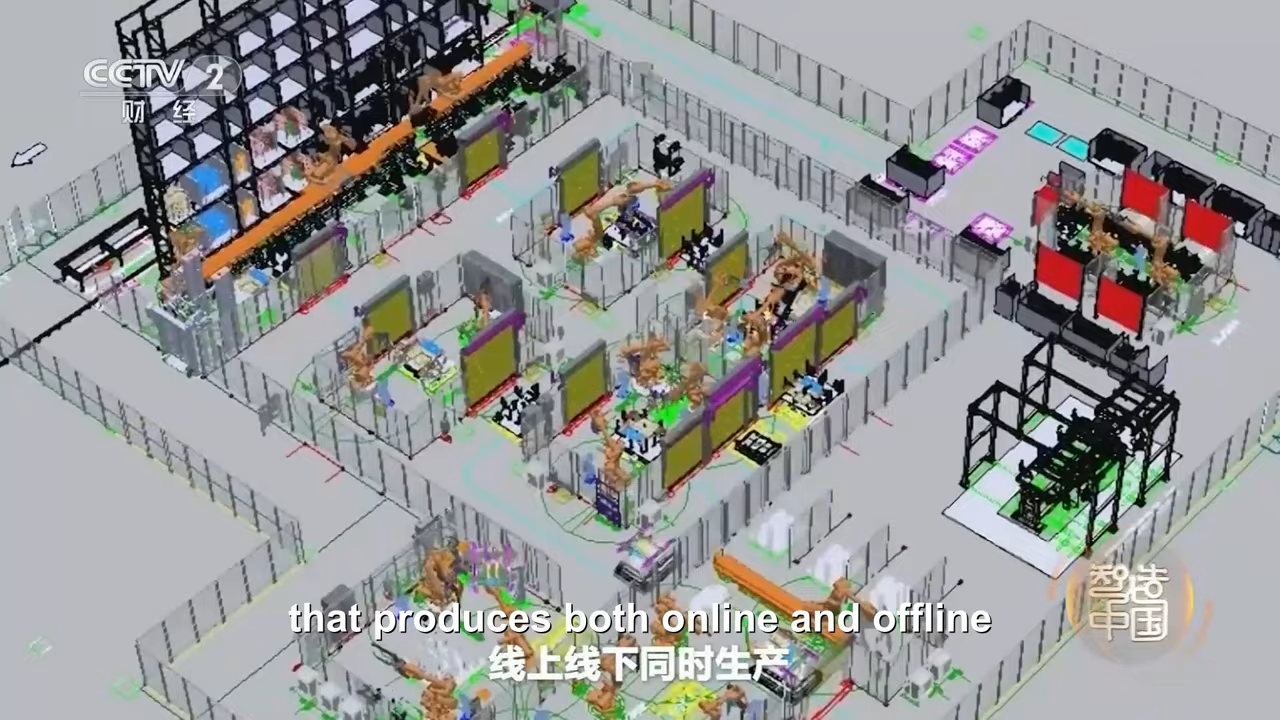 CCTV 2
财经
that produces both online and offline
线上线下同时生产
智造
中国